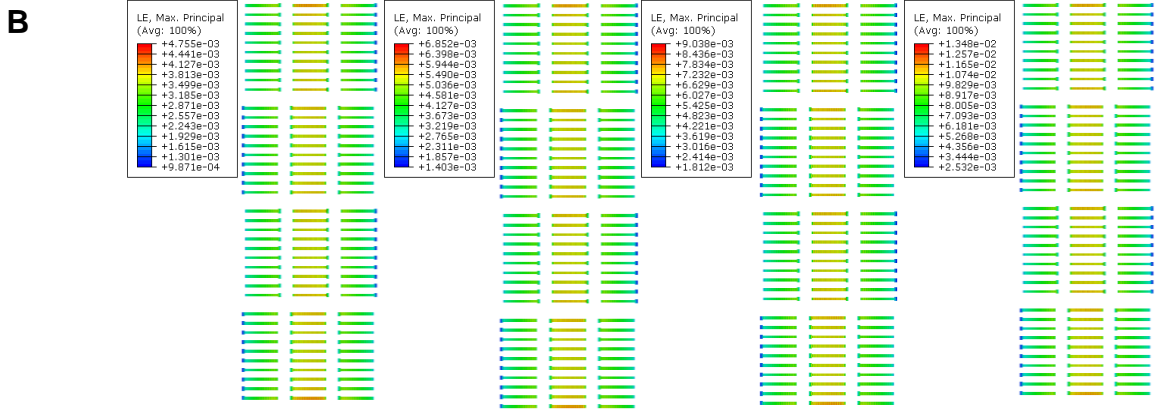 B
LE, Max. Principal
(Avg: 100%)
+4.755e-03
+4.441e-03
+4.127e-03
+3.813e-03
+3.499e-03
+3.185e-03
+2.871e-03
+2.557e-03
+2.243e-03
+1.929e-03
+1.615e-03
+1.301e-03
+9.871e-04
LE, Max. Principal
(Avg: 100%)
+6.852e-03
+6.398e-03
+5.944e-03
+5.490e-03
+5.036e-03
+4.581e-03
+4.127e-03
+3.673e-03
+3.219e-03
+2.765e-03
+2.311e-03
+1.857e-03
+1.403e-03
LE, Max. Principal
(Avg: 100%)
+9.038e-03
+8.436e-03
+7.834e-03
+7.232e-03
+6.629e-03
+6.027e-03
+5.425e-03
+4.823e-03
+4.221e-03
+3.619e-03
+3.016e-03
+2.414e-03
+1.812e-03
LE, Max. Principal
(Avg: 100%)
+1.348e-02
+1.257e-02
+1.165e-02
+1.074e-02
+9.829e-03
+8.917e-03
+8.005e-03
+7.093e-03
+6.181e-03
+5.268e-03
+4.356e-03
+3.444e-03
+2.532e-03